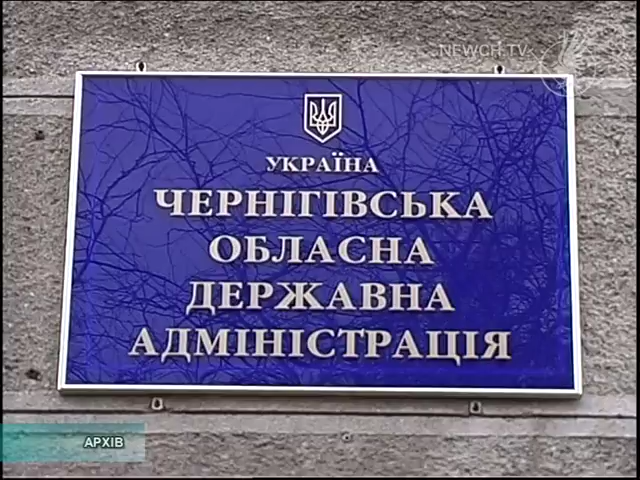 NEWCH.TV
УКРАЇНА
ЧЕРНІГІВСЬКА
ОБЛАСНА
ДЕРЖАВНА
АДМІНІСТРАЦІЯ
АРХІВ